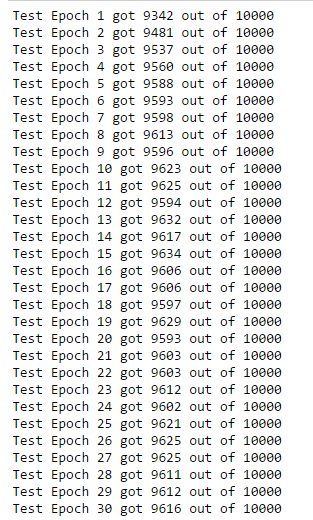 Test Epoch 1 got 9342 out of 10000
Test Epoch 2 got 9481 out of 10000
Test Epoch 3 got 9537 out of 10000
Test Epoch 4 got 9560 out of 10000
Test Epoch 5 got 9588 out of 10000
Test Epoch 6 got 9593 out of 10000
Test Epoch 7 got 9598 out of 10000
Test Epoch 8 got 9613 out of 10000
Test Epoch 9 got 9596 out of 10000
Test Epoch 10 got 9623 out of 10000
Test Epoch 11 got 9625 out of 10000
Test Epoch 12 got 9594 out of 10000
Test Epoch 13 got 9632 out of 10000
Test Epoch 14 got 9617 out of 10000
Test Epoch 15 got 9634 out of 10000
Test Epoch 16 got 9606 out of 10000
Test Epoch 17 got 9606 out of 10000
Test Epoch 18 got 9597 out of 10000
Test Epoch 19 got 9629 out of 10000
Test Epoch 20 got 9593 out of 10000
Test Epoch 21 got 9603 out of 10000
Test Epoch 22 got 9603 out of 10000
Test Epoch 23 got 9612 out of 10000
Test Epoch 24 got 9602 out of 10000
Test Epoch 25 got 9621 out of 10000
Test Epoch 26 got 9625 out of 10000
Test Epoch 27 got 9625 out of 10000
Test Epoch 28 got 9611 out of 10000
Test Epoch 29 got 9612 out of 10000
Test Epoch 30 got 9616 out of 10000